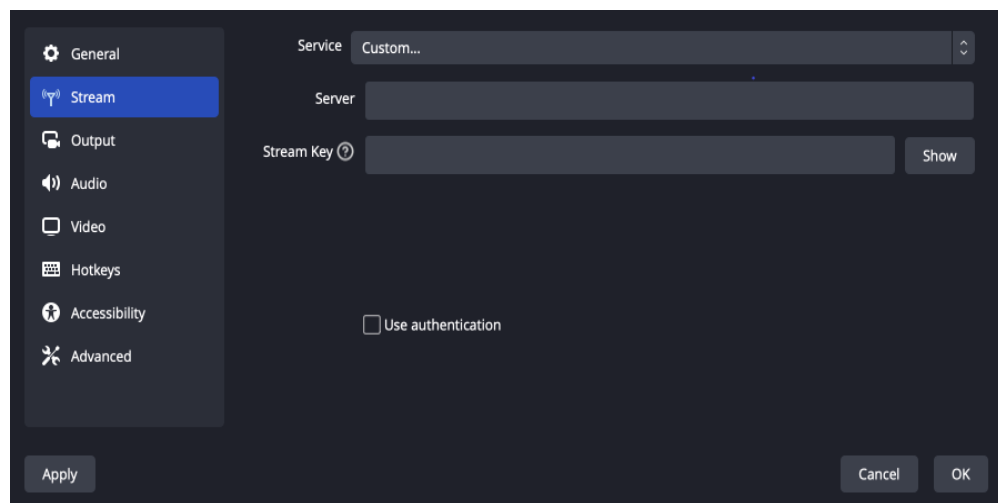 General
Stream
Output
Audio
Video
Hotkeys
Accessibility
Advanced
Service Custom...
Server
Stream Key ? Show
Use authentication
Apply Cancel OK